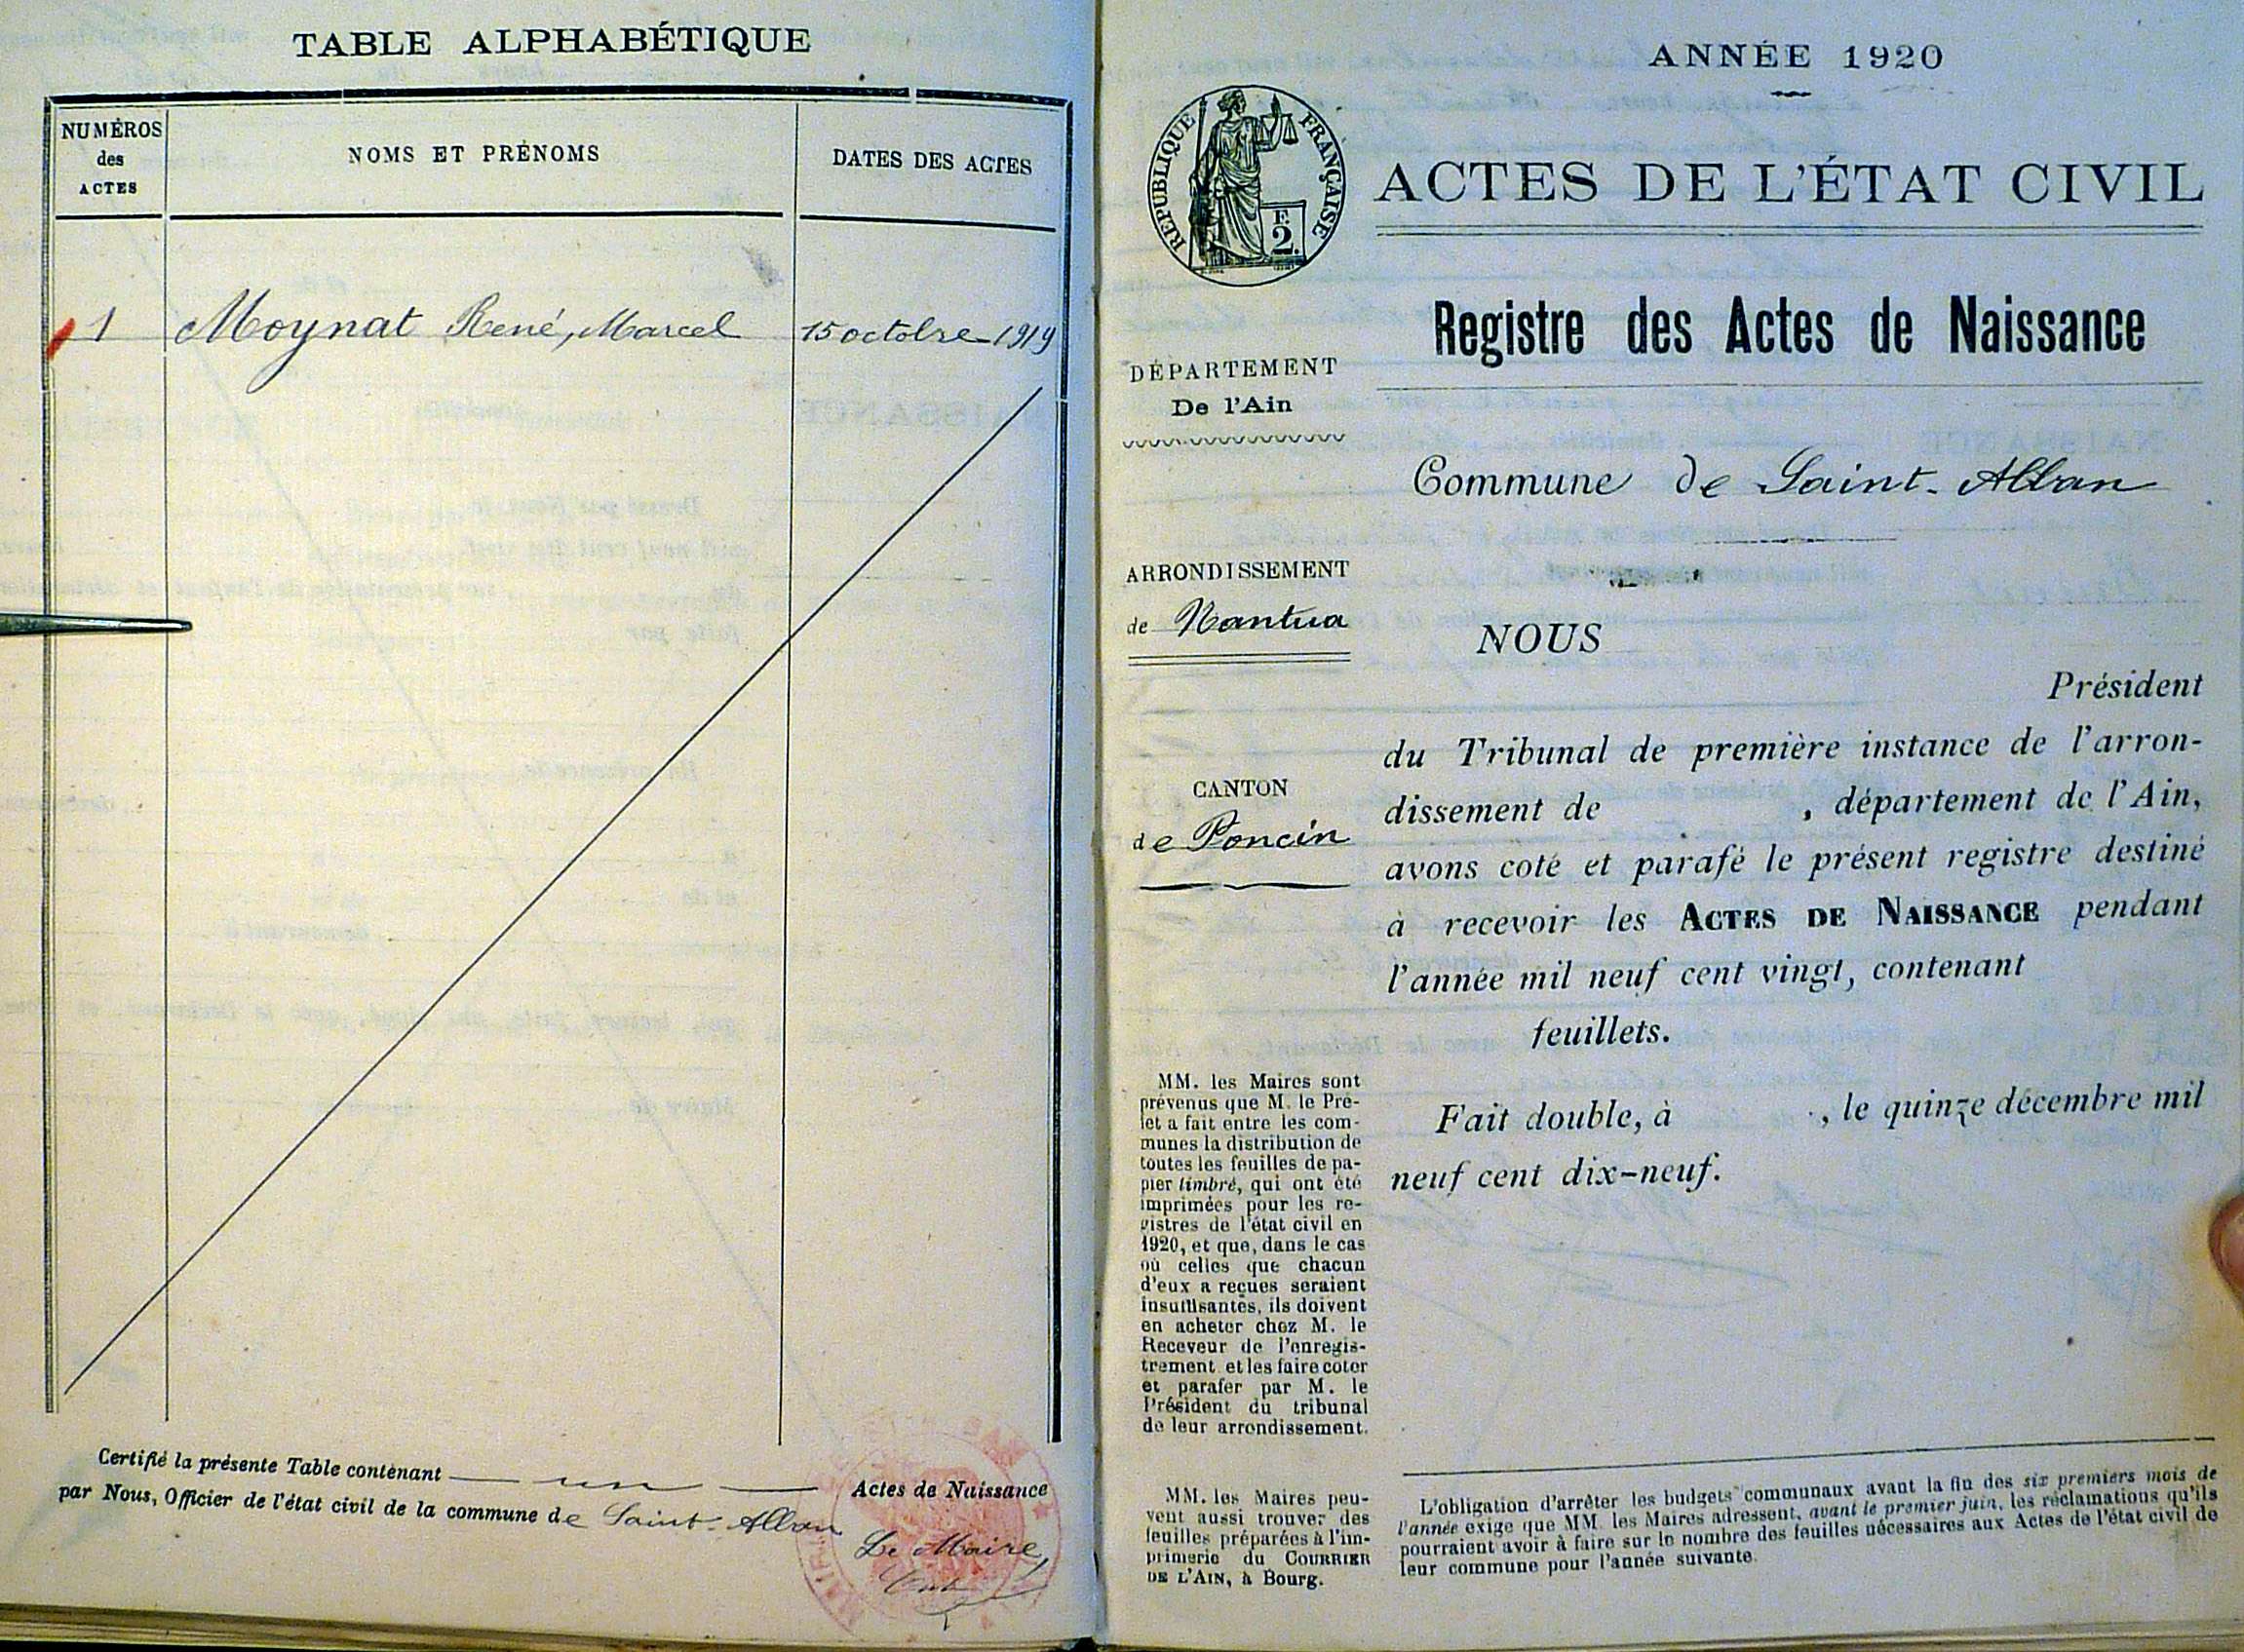 TABLE ALPHABÉTIQUE
NUMÉROS
des
ACTES
NOMS ET PRÉNOMS
DATES DES ACTES
1 Moynat René, Marcel 15 octobre 1919
Certifié la présente Table contenant un Actes de Naissance
par Nous, Officier de l'état civil de la commune de Saint-Alban
Le Maire,
ANNÉE 1920
RÉPUBLIQUE FRANÇAISE
F.
2.
ACTES DE L'ÉTAT CIVIL
Registre des Actes de Naissance
DÉPARTEMENT
De l'Ain
Commune de Saint-Alban
ARRONDISSEMENT
de Nantua
CANTON
de Poncin
NOUS
Président
du Tribunal de première instance de l'arron-
dissement de , département de l'Ain,
avons coté et parafé le présent registre destiné
à recevoir les ACTES DE NAISSANCE pendant
l'année mil neuf cent vingt, contenant
feuillets.
Fait double, à , le quinze décembre mil
neuf cent dix-neuf.
MM. les Maires sont
prévenus que M. le Pré-
fet a fait entre les com-
munes la distribution de
toutes les feuilles de pa-
pier timbré, qui ont été
imprimées pour les re-
gistres de l'état civil en
1920, et que, dans le cas
où celles que chacun
d'eux a reçues seraient
insuffisantes, ils doivent
en acheter chez M. le
Receveur de l'enregis-
trement et les faire coter
et parafer par M. le
Président du tribunal
de leur arrondissement.
MM. les Maires peu-
vent aussi trouver des
feuilles préparées à l'im-
primerie du COURRIER
DE L'AIN, à Bourg.
L'obligation d'arrêter les budgets communaux avant la fin des six premiers mois de
l'année exige que MM. les Maires adressent, avant le premier juin, les réclamations qu'ils
pourraient avoir à faire sur le nombre des feuilles nécessaires aux Actes de l'état civil de
leur commune pour l'année suivante.